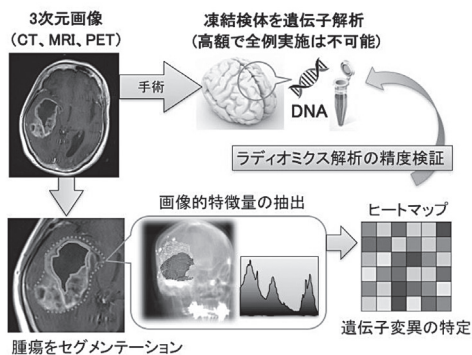 3次元画像
(CT、MRI、PET)
凍結検体を遺伝子解析
(高額で全例実施は不可能)
手術
DNA
ラディオミクス解析の精度検証
画像的特徴量の抽出
ヒートマップ
腫瘍をセグメンテーション
遺伝子変異の特定